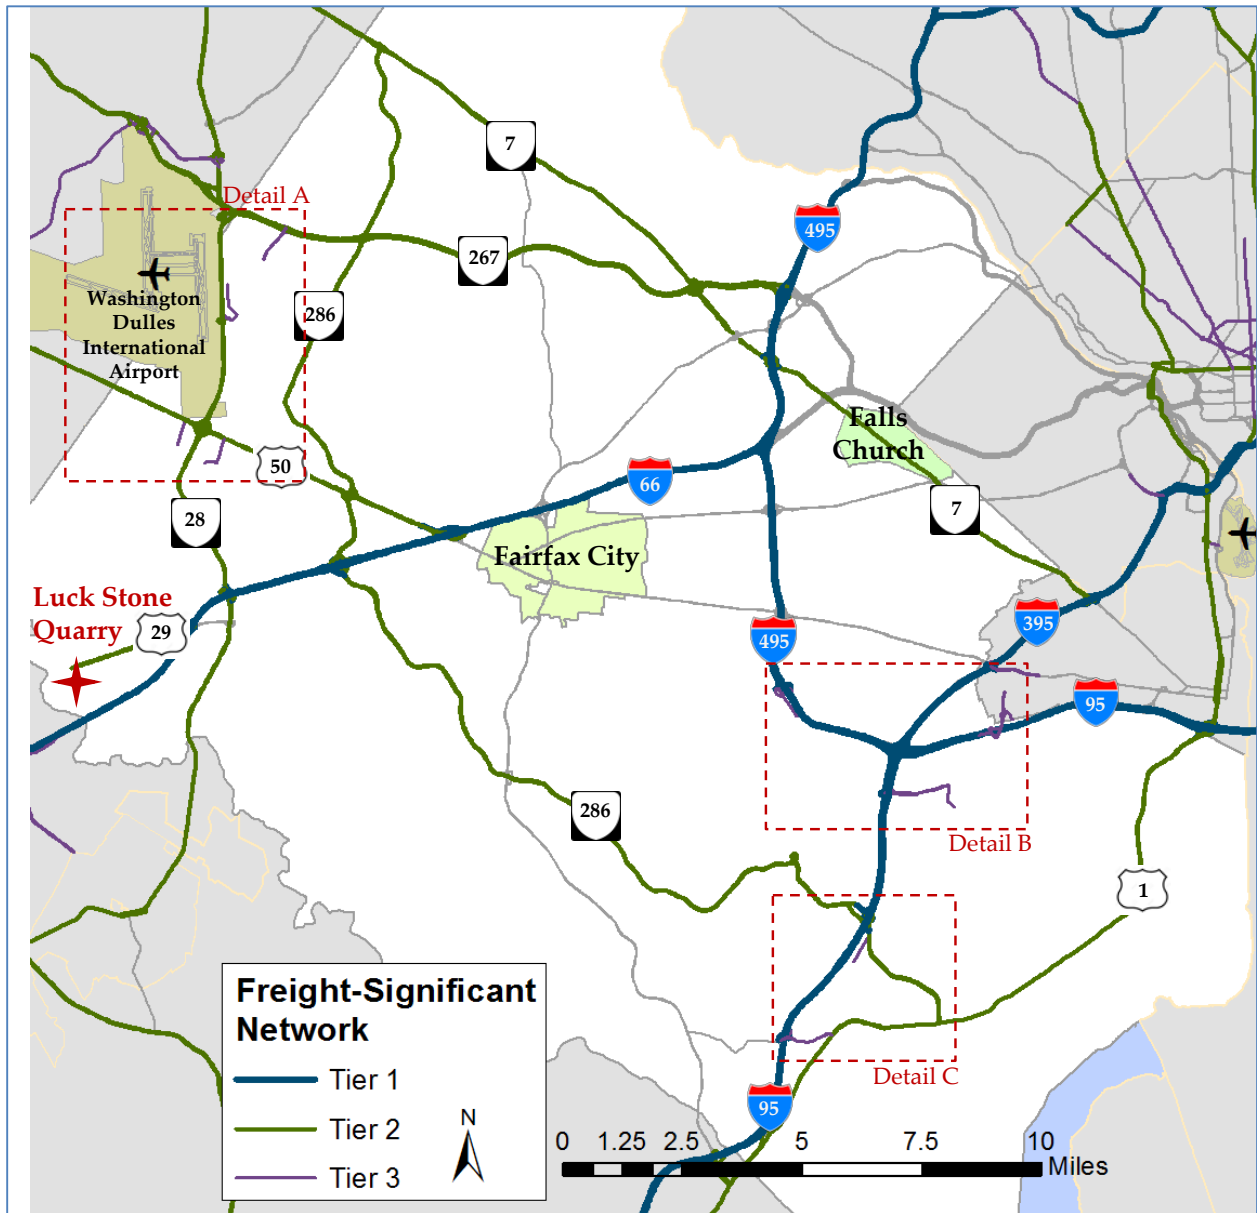 7
Detail A
495
267
286
Washington
Dulles
International
Airport
Falls
Church
50
66
7
28
Fairfax City
Luck Stone
Quarry
29
395
495
95
286
Detail B
1
Freight-Significant
Network
Tier 1
Tier 2
Tier 3
N
Detail C
95
0 1.25 2.5 5 7.5 10
Miles